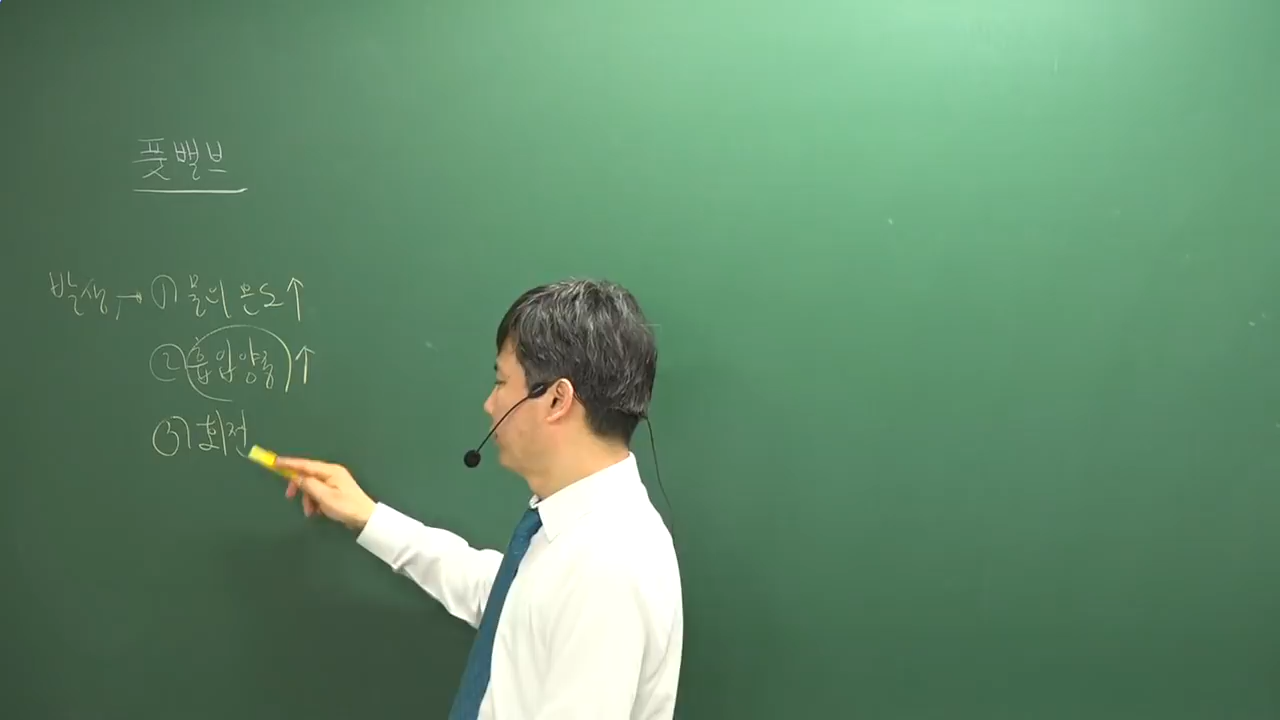 풋밸브
발생 → ① 물의 온도 ↑
② 흡입양정 ↑
③ 회전